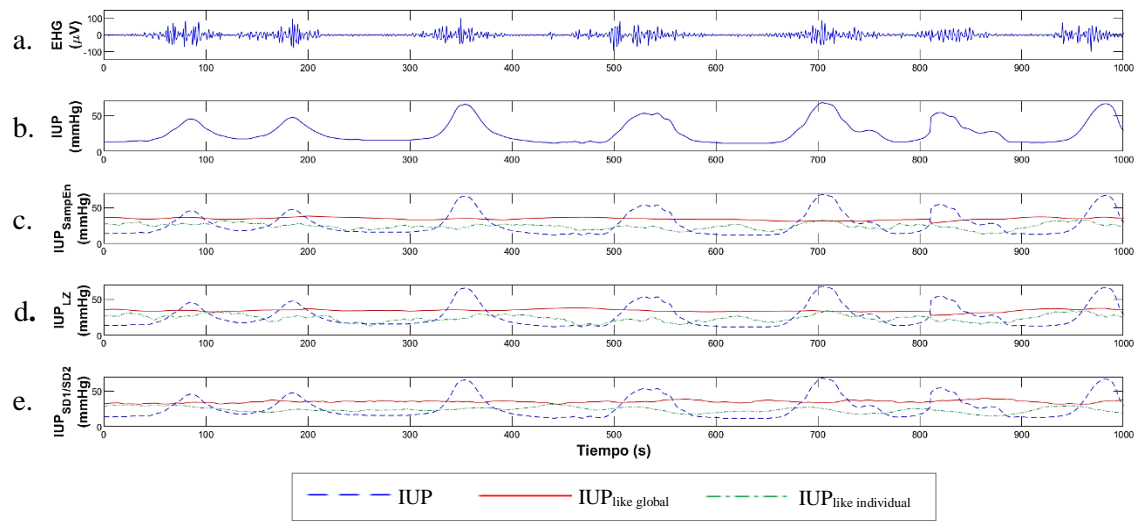 a.
EHG
(μV)
100
0
-100
0 100 200 300 400 500 600 700 800 900 1000
b.
IUP
(mmHg)
50
0
0 100 200 300 400 500 600 700 800 900 1000
c.
IUPSampEn
(mmHg)
50
0
0 100 200 300 400 500 600 700 800 900 1000
d.
IUPLZ
(mmHg)
50
0
0 100 200 300 400 500 600 700 800 900 1000
e.
IUPSD1/SD2
(mmHg)
50
0
0 100 200 300 400 500 600 700 800 900 1000
Tiempo (s)
IUP IUPlike global IUPlike individual